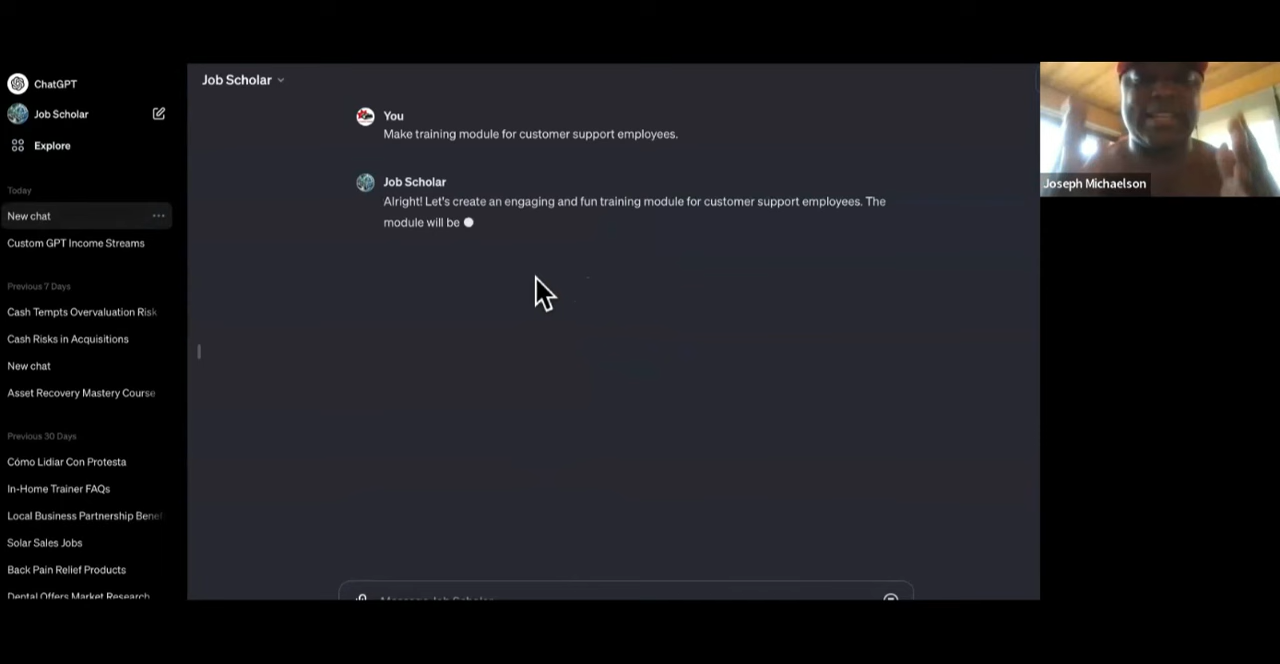 ChatGPT
Job Scholar
Explore
Today
New chat
Custom GPT Income Streams
Previous 7 Days
Cash Tempts Overvaluation Risk
Cash Risks in Acquisitions
New chat
Asset Recovery Mastery Course
Previous 30 Days
Cómo Lidiar Con Protesta
In-Home Trainer FAQs
Local Business Partnership Benef
Solar Sales Jobs
Back Pain Relief Products
Dental Offers Market Research
Job Scholar
You
Make training module for customer support employees.
Job Scholar
Alright! Let's create an engaging and fun training module for customer support employees. The
module will be
Message Job Scholar
Joseph Michaelson